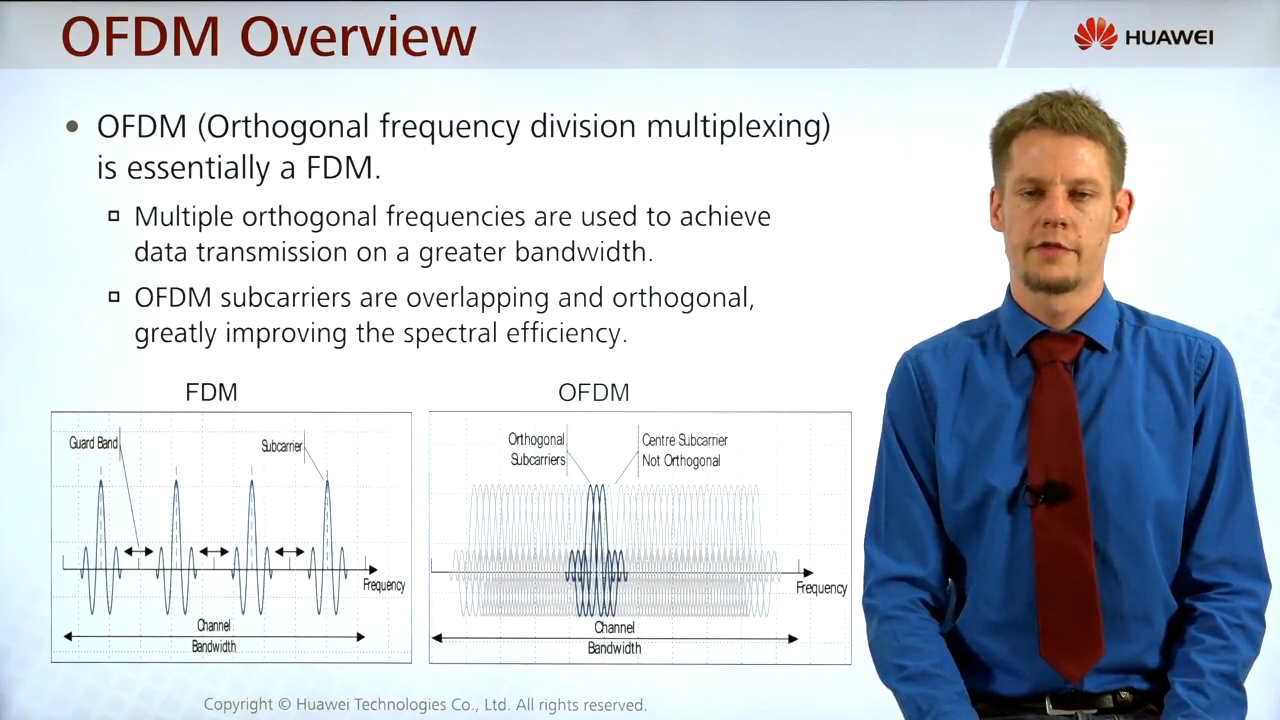 OFDM Overview
HUAWEI
• OFDM (Orthogonal frequency division multiplexing)
is essentially a FDM.
Multiple orthogonal frequencies are used to achieve
data transmission on a greater bandwidth.
OFDM subcarriers are overlapping and orthogonal,
greatly improving the spectral efficiency.
FDM
Guard Band
Subcarrier
Frequency
Channel
Bandwidth
OFDM
Orthogonal
Subcarriers
Centre Subcarrier
Not Orthogonal
Frequency
Channel
Bandwidth
Copyright © Huawei Technologies Co., Ltd. All rights reserved.